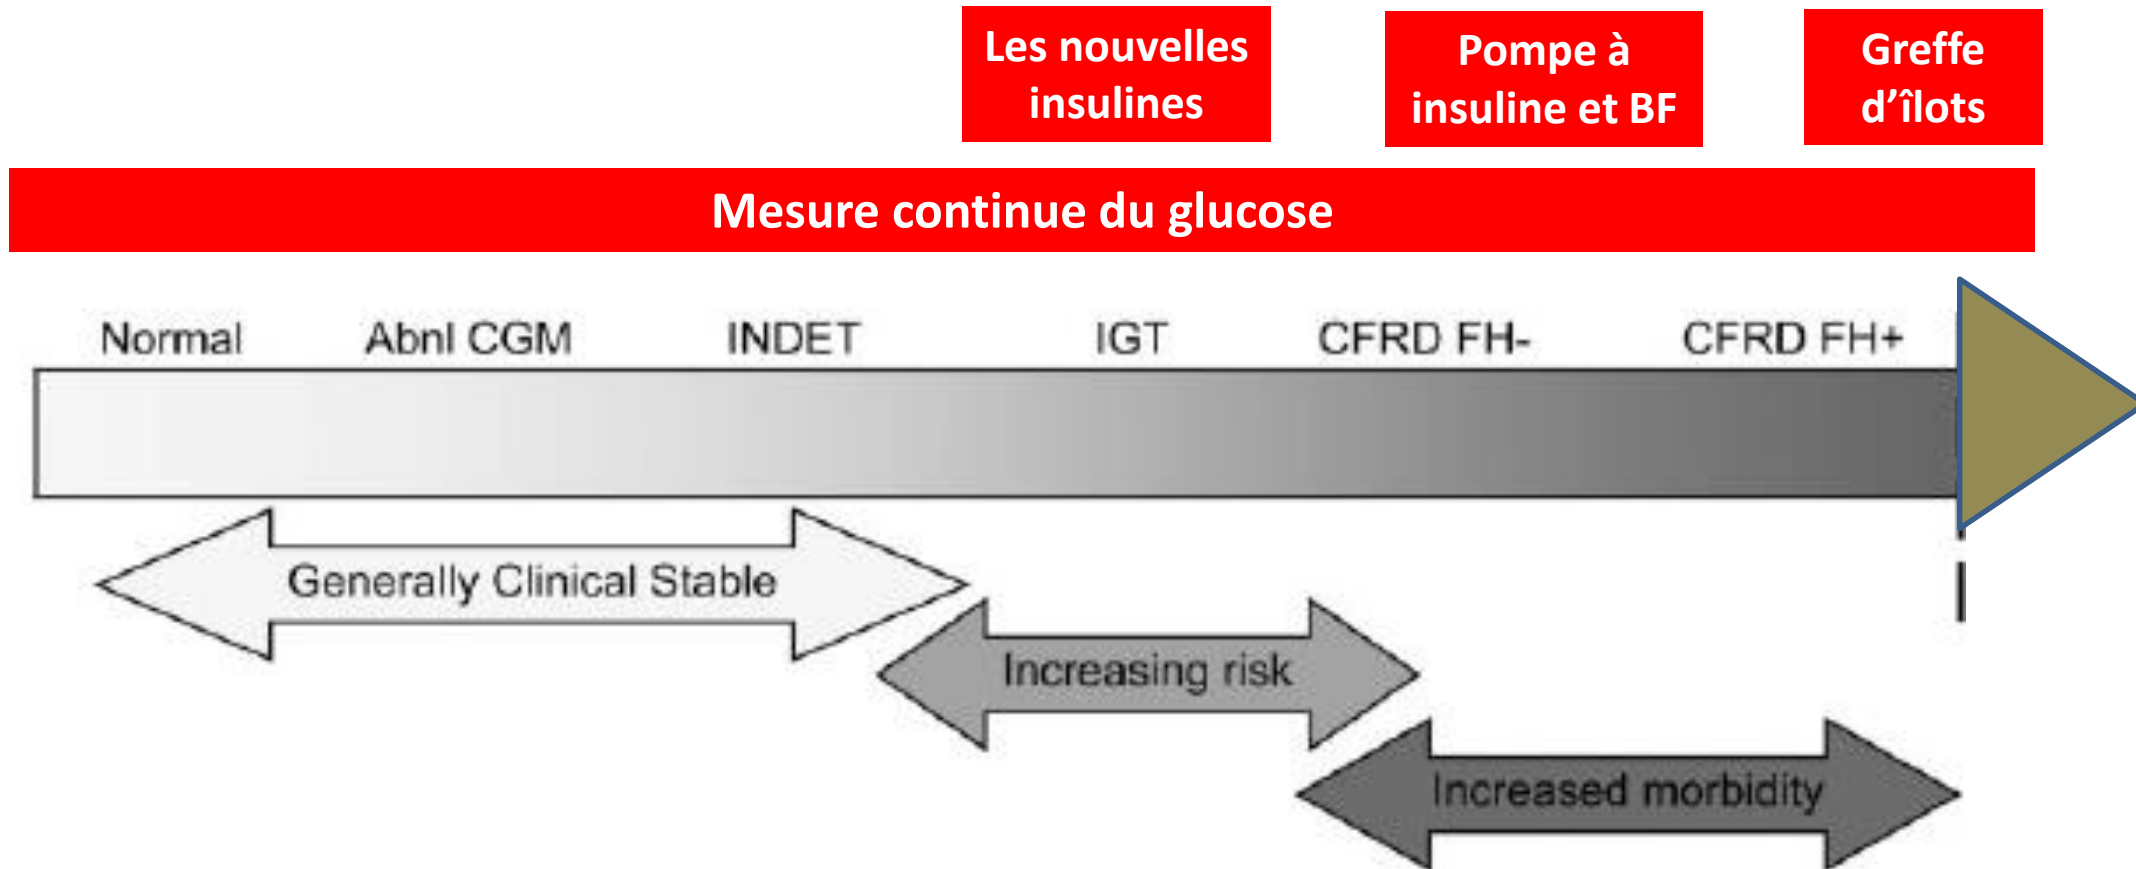 Les nouvelles
insulines
Pompe à
insuline et BF
Greffe
d’îlots
Mesure continue du glucose
Normal
Abnl CGM
INDET
IGT
CFRD FH-
CFRD FH+
Generally Clinical Stable
Increasing risk
Increased morbidity